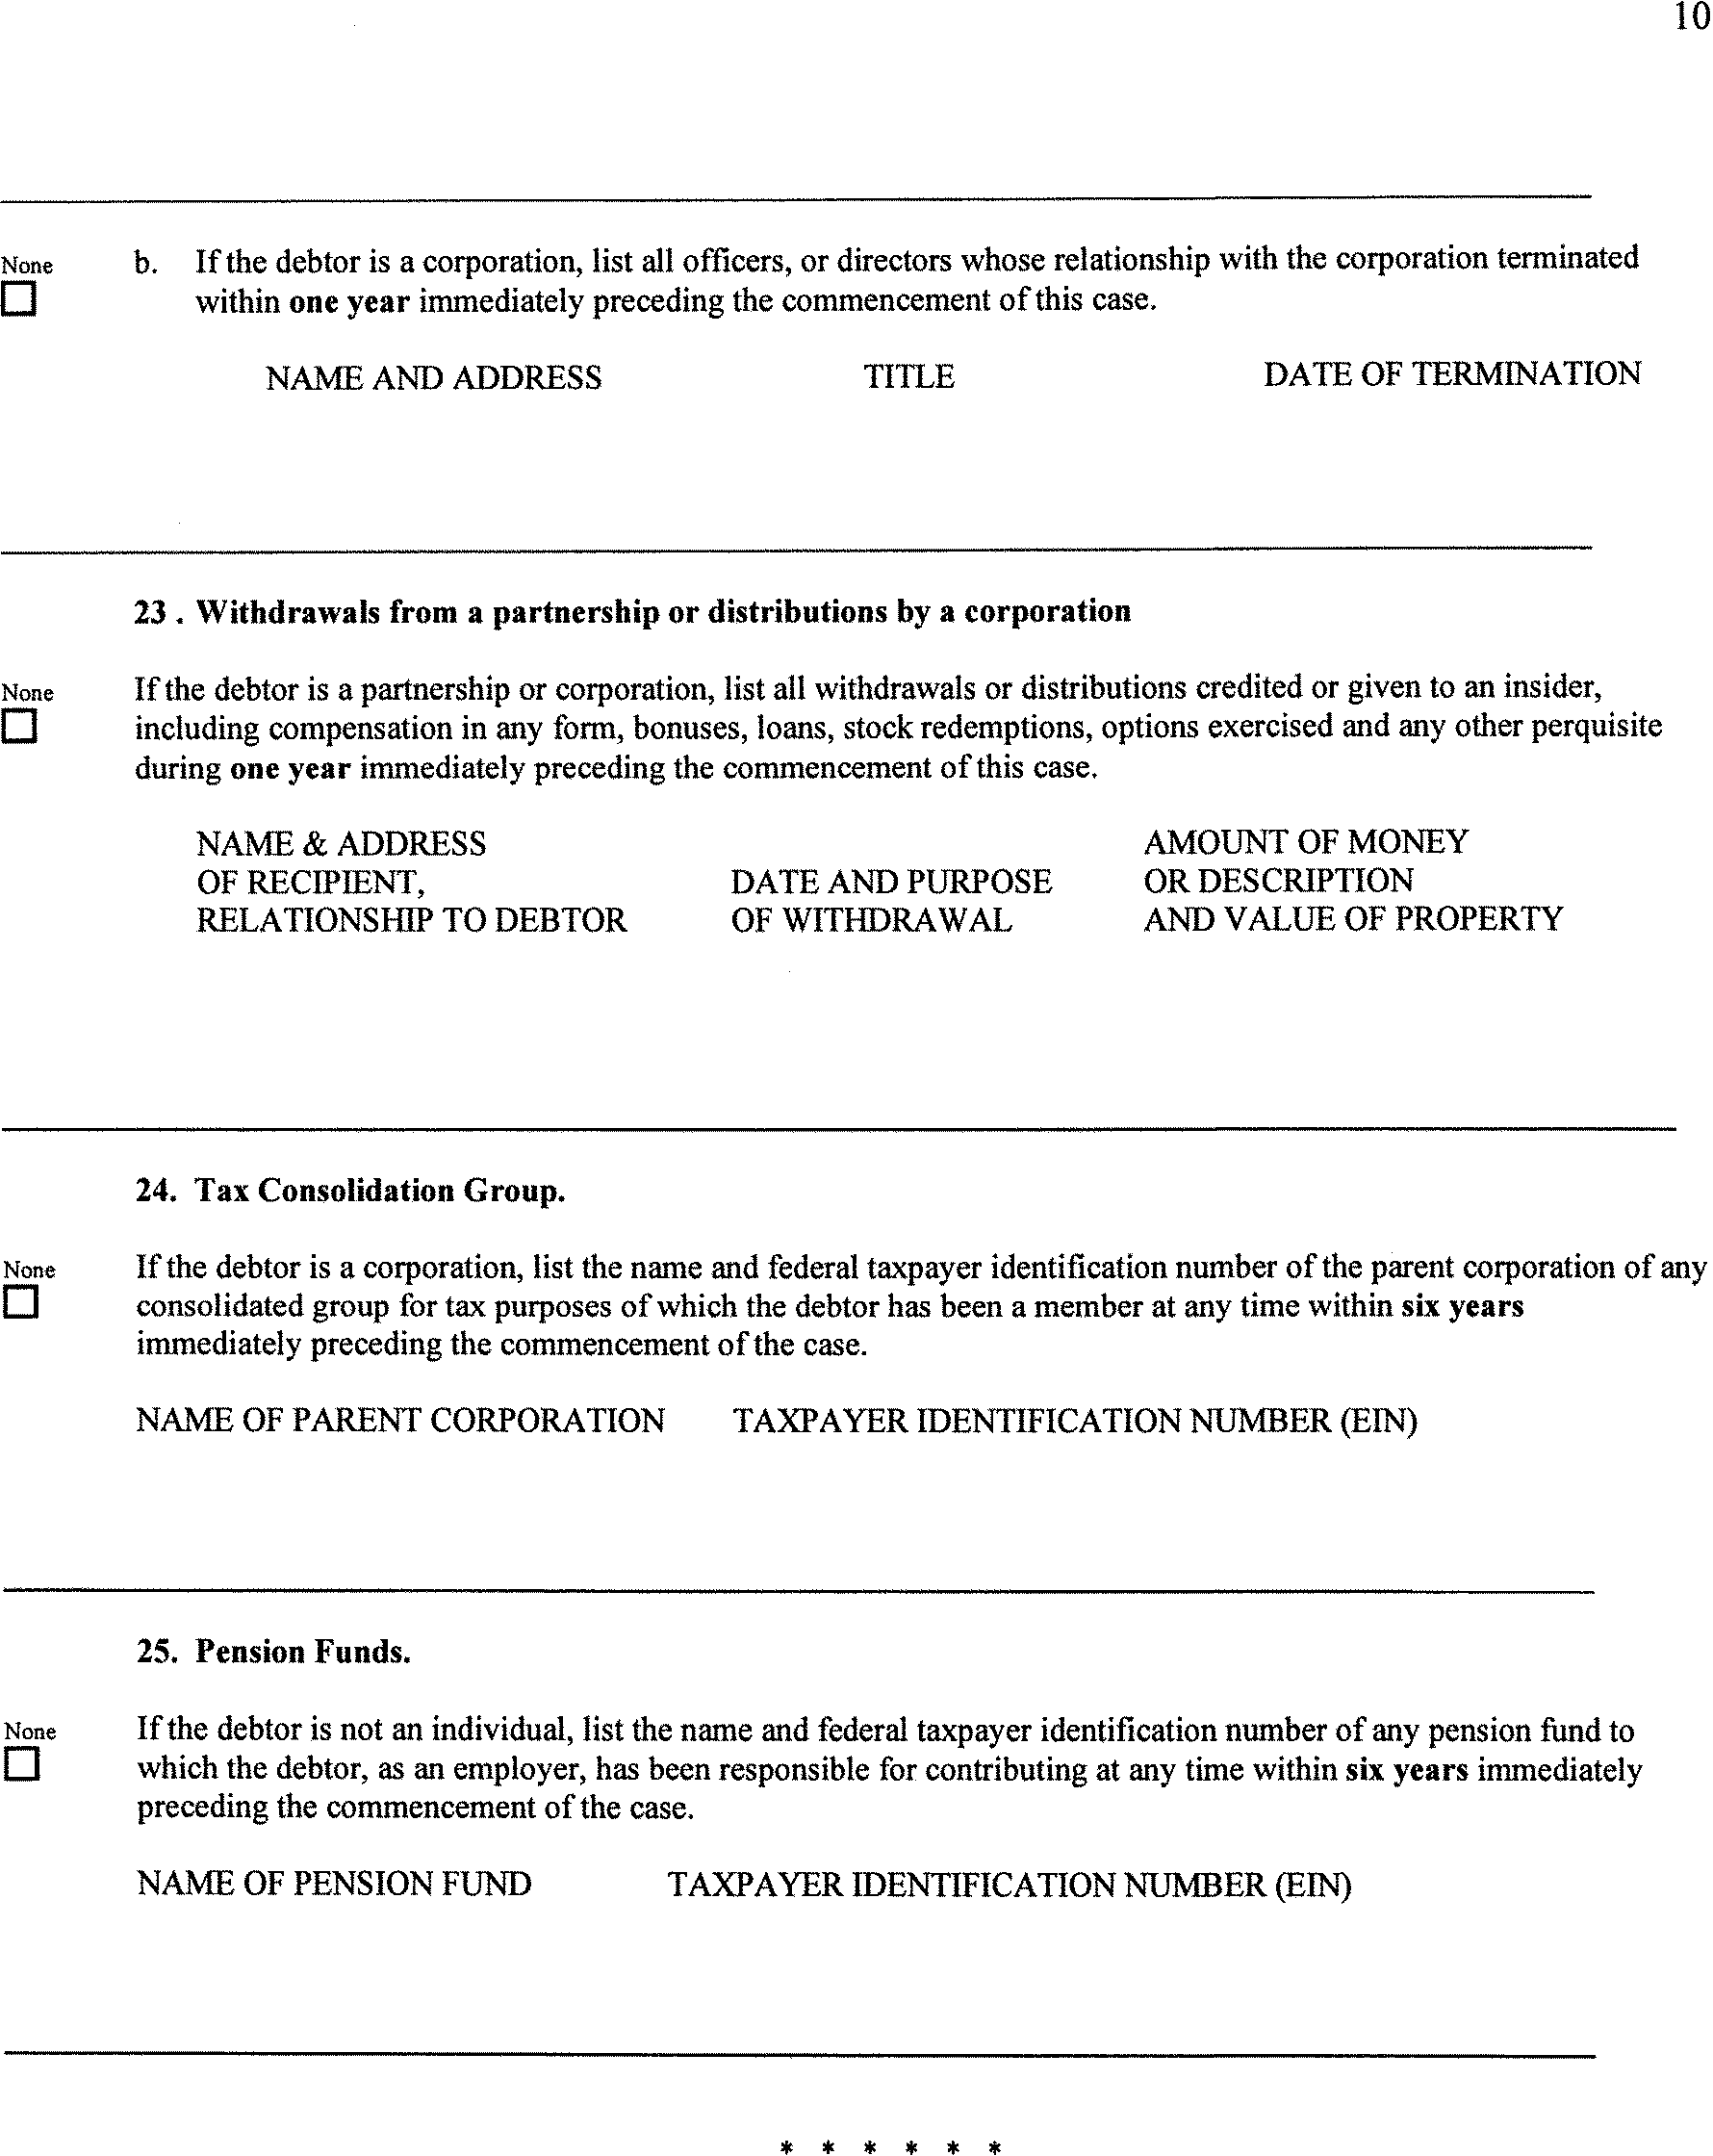 10
None b. If the debtor is a corporation, list all officers, or directors whose relationship with the corporation terminated
within one year immediately preceding the commencement of this case.
NAME AND ADDRESS TITLE DATE OF TERMINATION
23 . Withdrawals from a partnership or distributions by a corporation
None If the debtor is a partnership or corporation, list all withdrawals or distributions credited or given to an insider,
including compensation in any form, bonuses, loans, stock redemptions, options exercised and any other perquisite
during one year immediately preceding the commencement of this case.
NAME & ADDRESS AMOUNT OF MONEY
OF RECIPIENT, DATE AND PURPOSE OR DESCRIPTION
RELATIONSHIP TO DEBTOR OF WITHDRAWAL AND VALUE OF PROPERTY
24. Tax Consolidation Group.
None If the debtor is a corporation, list the name and federal taxpayer identification number of the parent corporation of any
consolidated group for tax purposes of which the debtor has been a member at any time within six years
immediately preceding the commencement of the case.
NAME OF PARENT CORPORATION TAXPAYER IDENTIFICATION NUMBER (EIN)
25. Pension Funds.
None If the debtor is not an individual, list the name and federal taxpayer identification number of any pension fund to
which the debtor, as an employer, has been responsible for contributing at any time within six years immediately
preceding the commencement of the case.
NAME OF PENSION FUND TAXPAYER IDENTIFICATION NUMBER (EIN)
* * * * * *